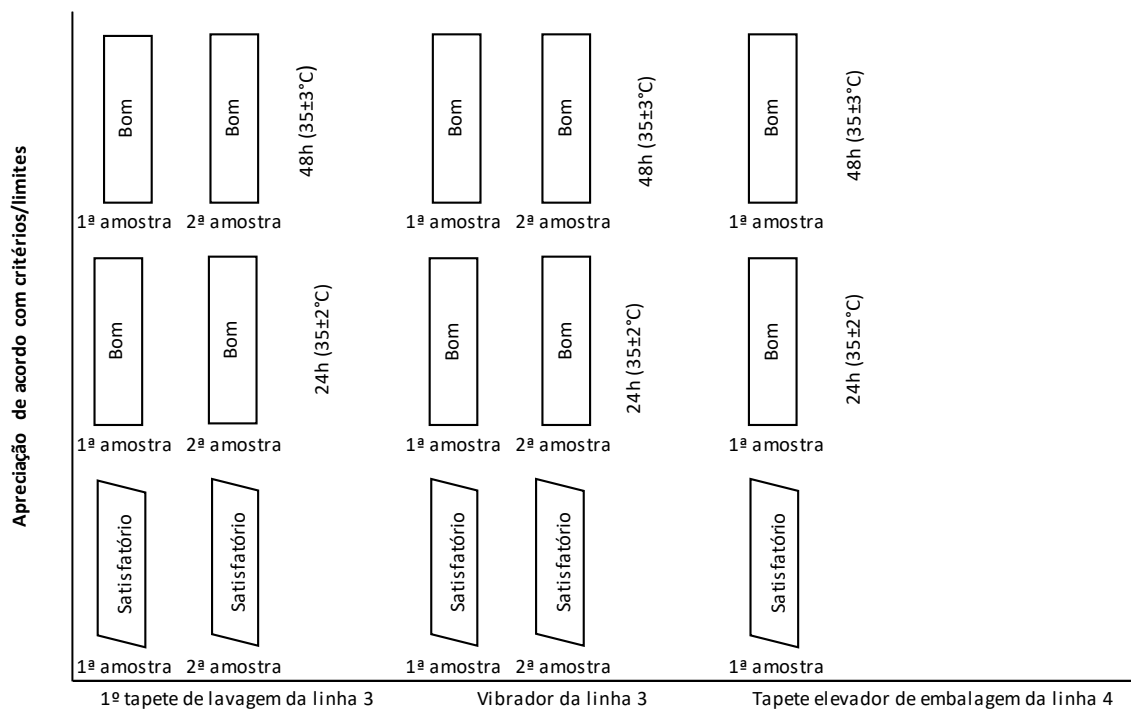 Apreciação de acordo com critérios/limites
Bom
Bom
48h (35±3°C)
Bom
Bom
48h (35±3°C)
Bom
48h (35±3°C)
1ª amostra
2ª amostra
1ª amostra
2ª amostra
1ª amostra
Bom
Bom
24h (35±2°C)
Bom
Bom
24h (35±2°C)
Bom
24h (35±2°C)
1ª amostra
2ª amostra
1ª amostra
2ª amostra
1ª amostra
Satisfatório
Satisfatório
Satisfatório
Satisfatório
Satisfatório
1ª amostra
2ª amostra
1ª amostra
2ª amostra
1ª amostra
1º tapete de lavagem da linha 3
Vibrador da linha 3
Tapete elevador de embalagem da linha 4